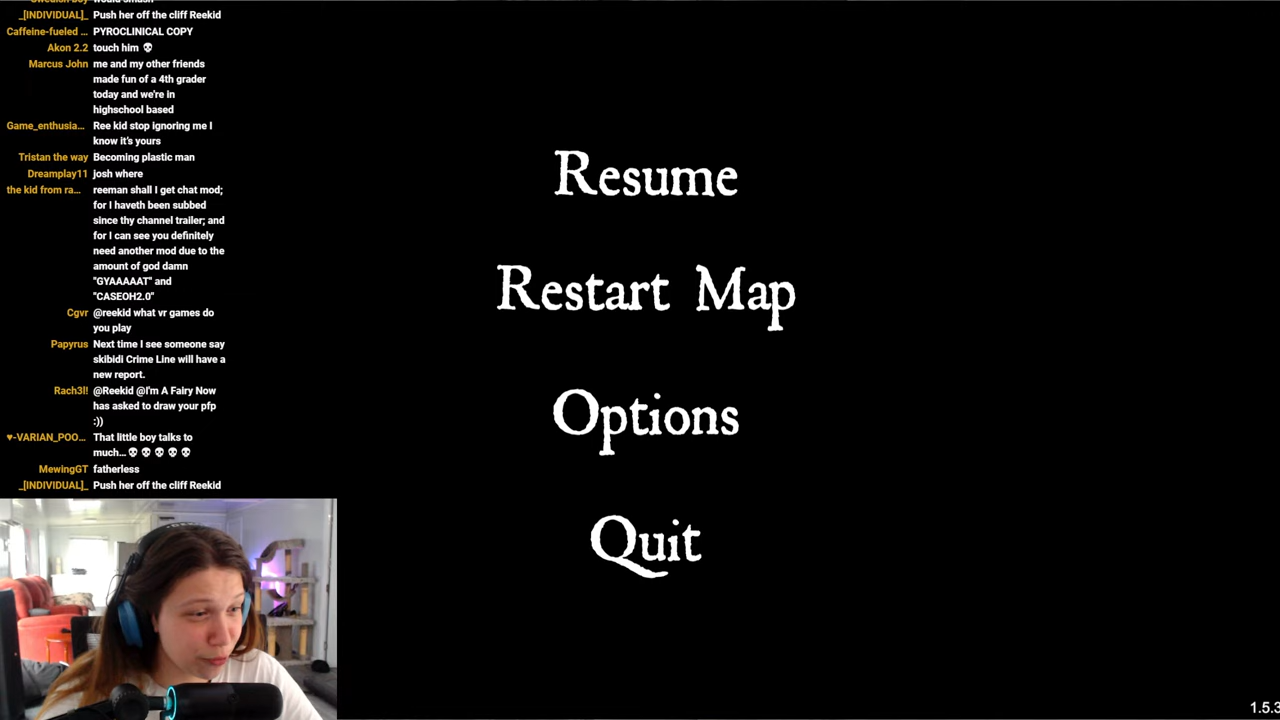 _[INDIVIDUAL]_ Push her off the cliff Reekid
Caffeine-fueled ... PYROCLINICAL COPY
Akon 2.2 touch him 💀
Marcus John me and my other friends
made fun of a 4th grader
today and we're in
highschool based
Game_enthusia... Ree kid stop ignoring me I
know it's yours
Tristan the way Becoming plastic man
Dreamplay11 josh where
the kid from ra... reeman shall I get chat mod;
for I haveth been subbed
since thy channel trailer; and
for I can see you definitely
need another mod due to the
amount of god damn
"GYAAAAAT" and
"CASEOH2.0"
Cgvr @reekid what vr games do
you play
Papyrus Next time I see someone say
skibidi Crime Line will have a
new report.
Rach3l! @Reekid @I'm A Fairy Now
has asked to draw your pfp
:))
♥-VARIAN_POO... That little boy talks to
much...💀💀💀💀💀
MewingGT fatherless
_[INDIVIDUAL]_ Push her off the cliff Reekid
Resume
Restart Map
Options
Quit
1.5.3